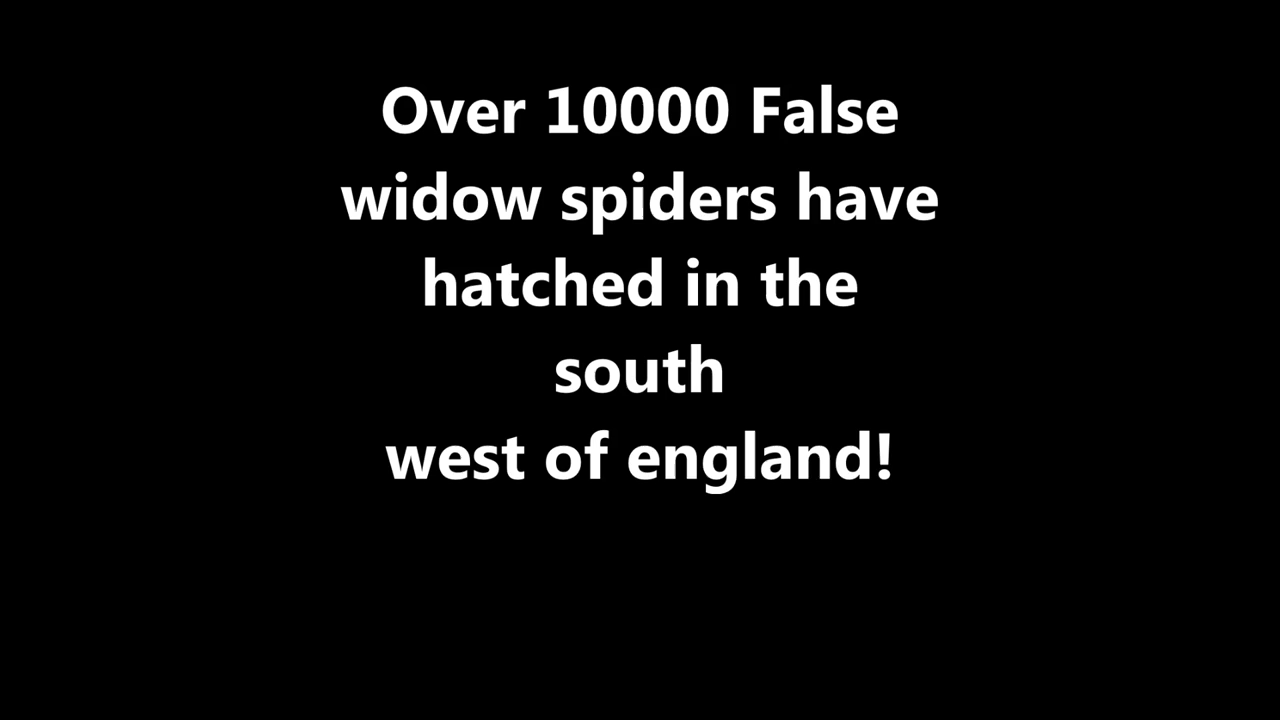 Over 10000 False
widow spiders have
hatched in the
south
west of england!